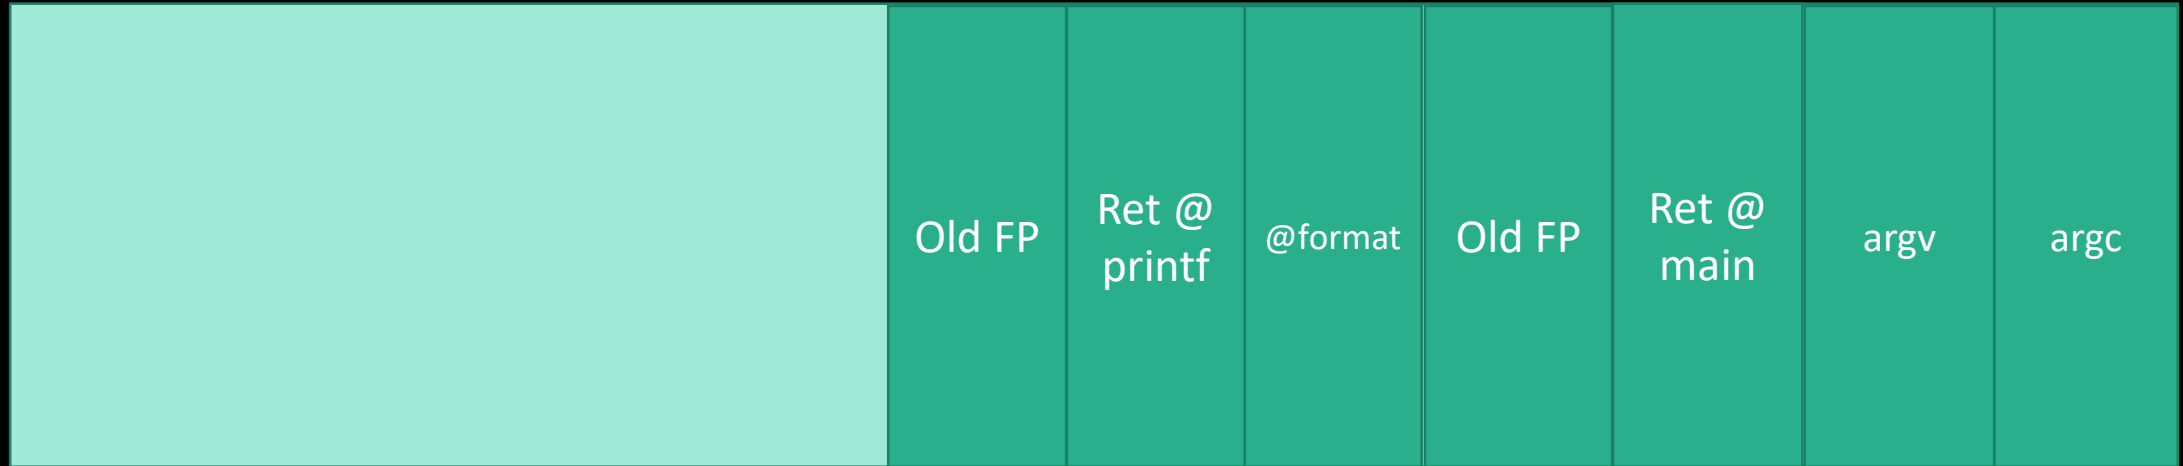 Old FP
Ret @
printf
@format
Old FP
Ret @
main
argv
argc